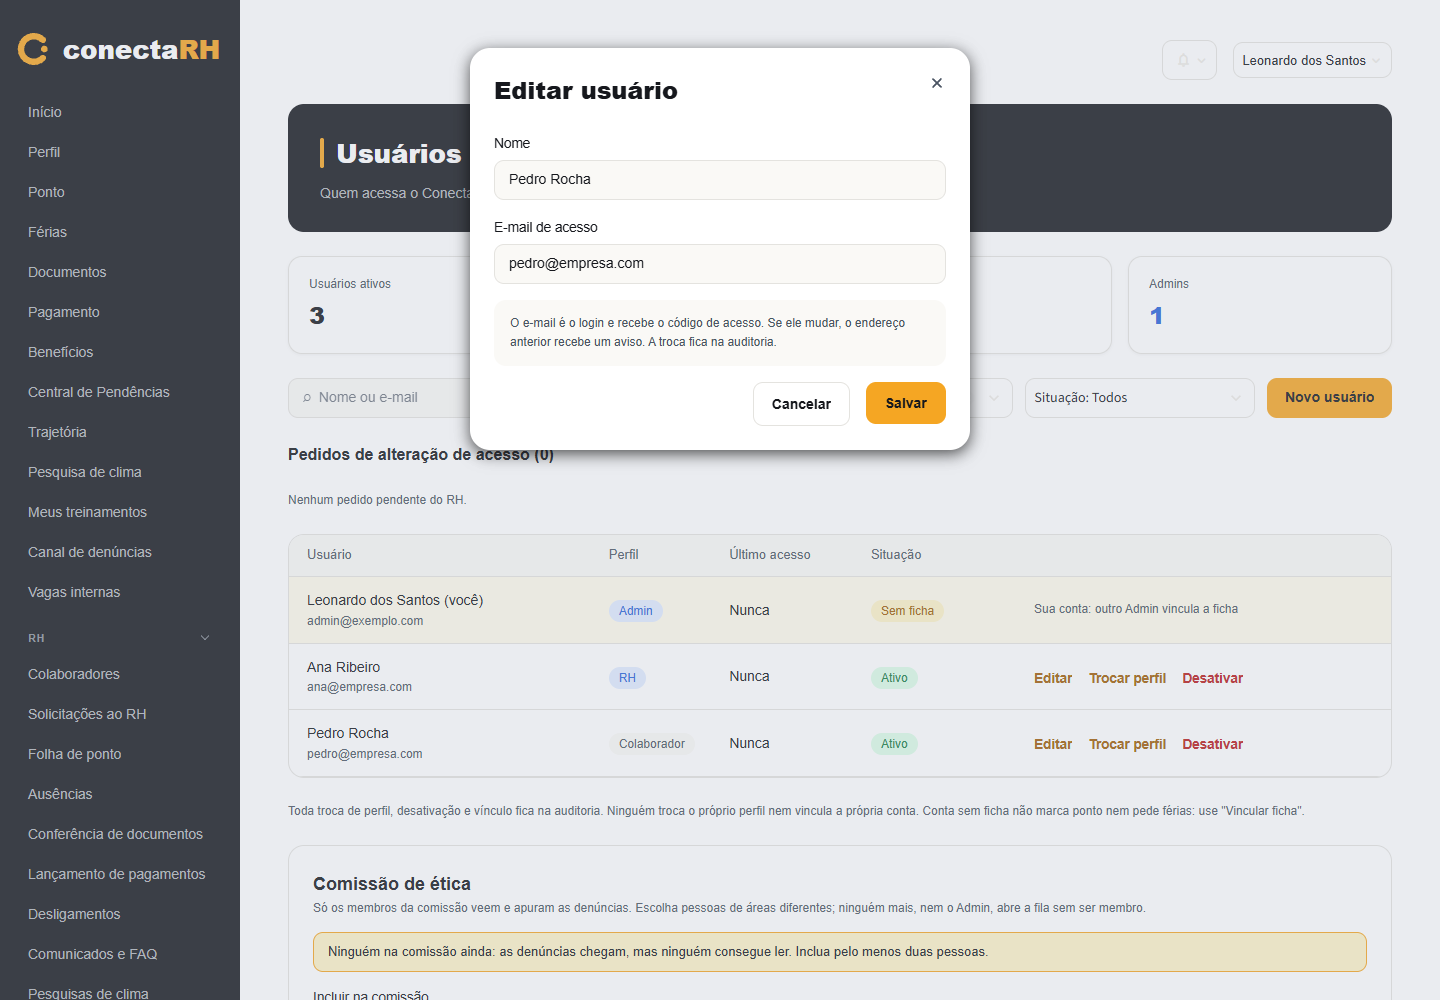 conectaRH
Início
Perfil
Ponto
Férias
Documentos
Pagamento
Benefícios
Central de Pendências
Trajetória
Pesquisa de clima
Meus treinamentos
Canal de denúncias
Vagas internas
RH
Colaboradores
Solicitações ao RH
Folha de ponto
Ausências
Conferência de documentos
Lançamento de pagamentos
Desligamentos
Comunicados e FAQ
Pesquisas de clima
Leonardo dos Santos
Usuários
Quem acessa o Conecta
Usuários ativos
3
Admins
1
Nome ou e-mail
Situação: Todos
Novo usuário
Editar usuário
Nome
Pedro Rocha
E-mail de acesso
pedro@empresa.com
O e-mail é o login e recebe o código de acesso. Se ele mudar, o endereço
anterior recebe um aviso. A troca fica na auditoria.
Cancelar
Salvar
Pedidos de alteração de acesso (0)
Nenhum pedido pendente do RH.
Usuário Perfil Último acesso Situação
Leonardo dos Santos (você)
admin@exemplo.com
Admin
Nunca
Sem ficha
Sua conta: outro Admin vincula a ficha
Ana Ribeiro
ana@empresa.com
RH
Nunca
Ativo
Editar Trocar perfil Desativar
Pedro Rocha
pedro@empresa.com
Colaborador
Nunca
Ativo
Editar Trocar perfil Desativar
Toda troca de perfil, desativação e vínculo fica na auditoria. Ninguém troca o próprio perfil nem vincula a própria conta. Conta sem ficha não marca ponto nem pede férias: use "Vincular ficha".
Comissão de ética
Só os membros da comissão veem e apuram as denúncias. Escolha pessoas de áreas diferentes; ninguém mais, nem o Admin, abre a fila sem ser membro.
Ninguém na comissão ainda: as denúncias chegam, mas ninguém consegue ler. Inclua pelo menos duas pessoas.
Incluir na comissão